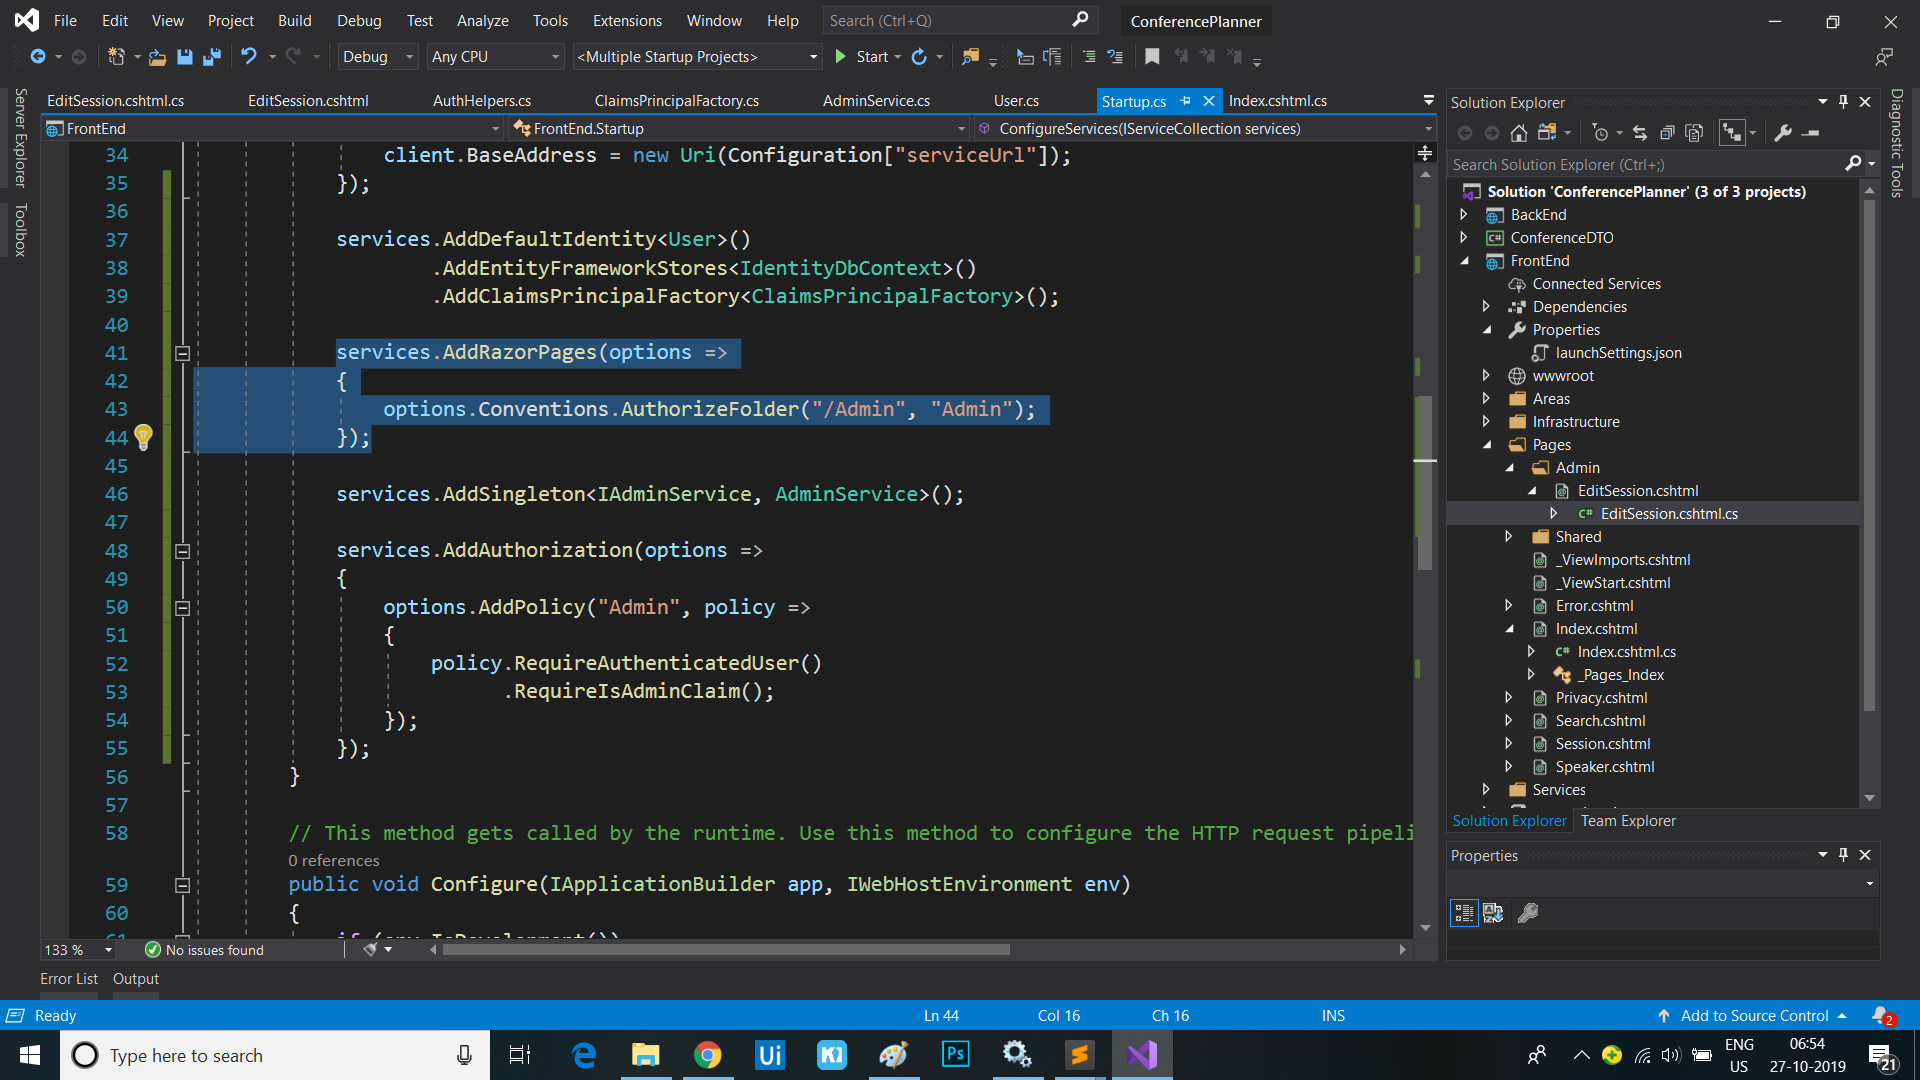 File Edit View Project Build Debug Test Analyze Tools Extensions Window Help Search (Ctrl+Q) ConferencePlanner
Debug Any CPU <Multiple Startup Projects> Start
Server Explorer
Toolbox
EditSession.cshtml.cs EditSession.cshtml AuthHelpers.cs ClaimsPrincipalFactory.cs AdminService.cs User.cs Startup.cs Index.cshtml.cs
FrontEnd FrontEnd.Startup ConfigureServices(IServiceCollection services)
34 client.BaseAddress = new Uri(Configuration["serviceUrl"]);
35 });
36
37 services.AddDefaultIdentity<User>()
38 .AddEntityFrameworkStores<IdentityDbContext>()
39 .AddClaimsPrincipalFactory<ClaimsPrincipalFactory>();
40
41 services.AddRazorPages(options =>
42 {
43 options.Conventions.AuthorizeFolder("/Admin", "Admin");
44 });
45
46 services.AddSingleton<IAdminService, AdminService>();
47
48 services.AddAuthorization(options =>
49 {
50 options.AddPolicy("Admin", policy =>
51 {
52 policy.RequireAuthenticatedUser()
53 .RequireIsAdminClaim();
54 });
55 });
56 }
57
58 // This method gets called by the runtime. Use this method to configure the HTTP request pipeli
0 references
59 public void Configure(IApplicationBuilder app, IWebHostEnvironment env)
60 {
133 % No issues found
Error List Output
Solution Explorer
Search Solution Explorer (Ctrl+;)
Solution 'ConferencePlanner' (3 of 3 projects)
BackEnd
ConferenceDTO
FrontEnd
Connected Services
Dependencies
Properties
launchSettings.json
wwwroot
Areas
Infrastructure
Pages
Admin
EditSession.cshtml
EditSession.cshtml.cs
Shared
_ViewImports.cshtml
_ViewStart.cshtml
Error.cshtml
Index.cshtml
Index.cshtml.cs
_Pages_Index
Privacy.cshtml
Search.cshtml
Session.cshtml
Speaker.cshtml
Services
Solution Explorer Team Explorer
Properties
Diagnostic Tools
Ready Ln 44 Col 16 Ch 16 INS Add to Source Control 2
Type here to search
Ui
Ps
ENG
US
06:54
27-10-2019
21